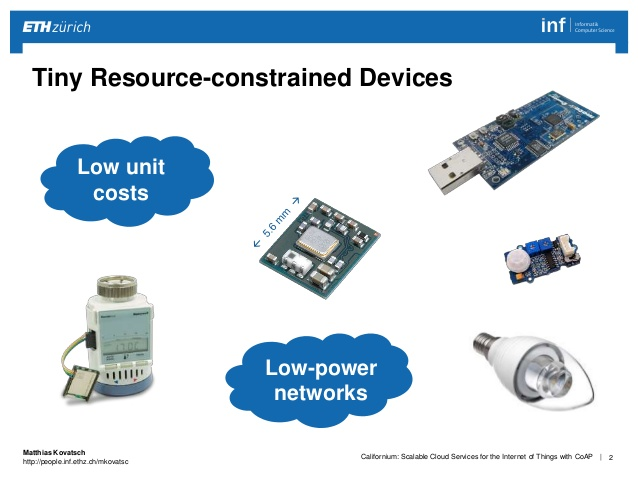 ETH zürich
inf Informatik
Computer Science
Tiny Resource-constrained Devices
Low unit
costs
5.6 mm
Low-power
networks
Matthias Kovatsch
http://people.inf.ethz.ch/mkovatsc
Californium: Scalable Cloud Services for the Internet of Things with CoAP | 2